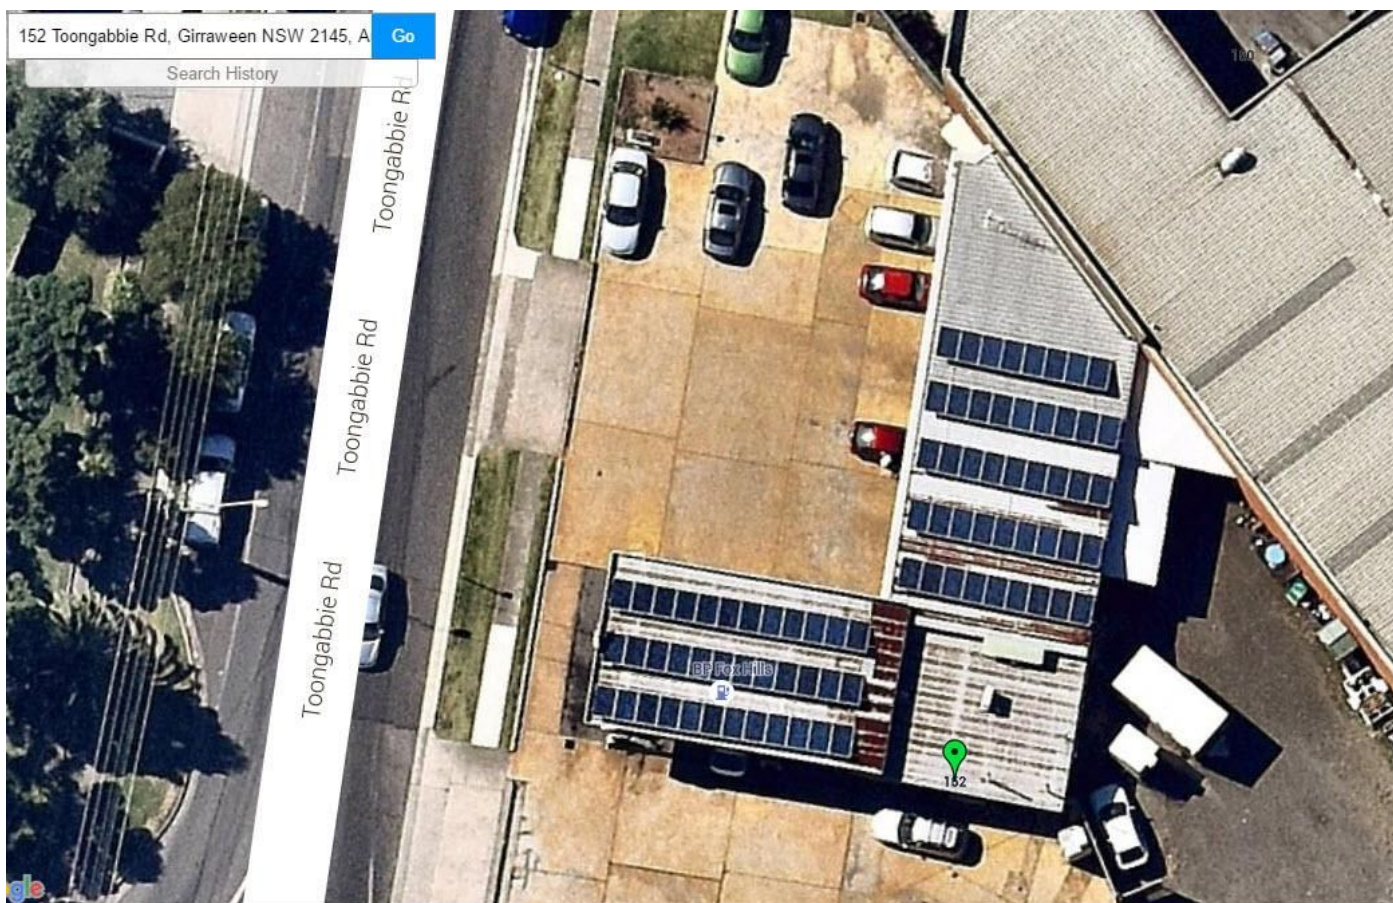 152 Toongabbie Rd, Girraween NSW 2145, A
Go
Search History
160
Toongabbie Rd
Toongabbie Rd
Toongabbie Rd
BP Fox Hills
152
gle